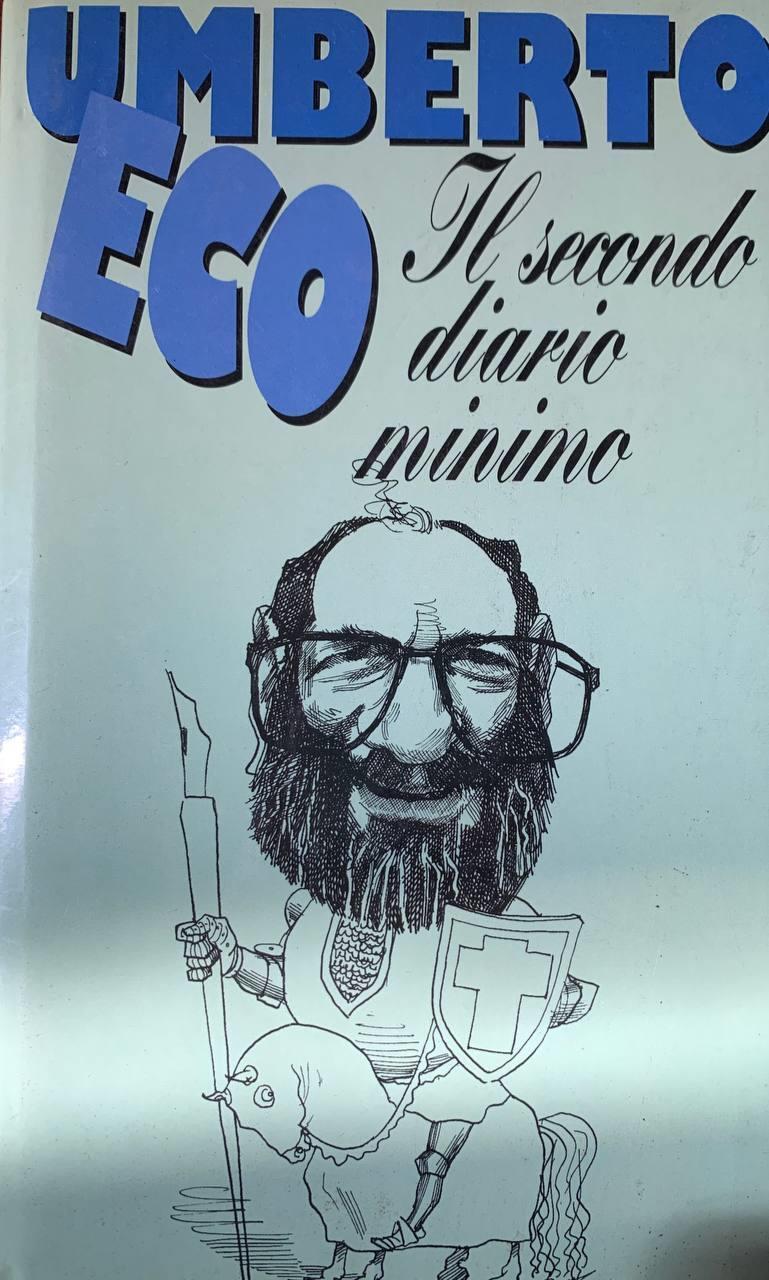 UMBERTO
ECO
Il secondo
diario
minimo